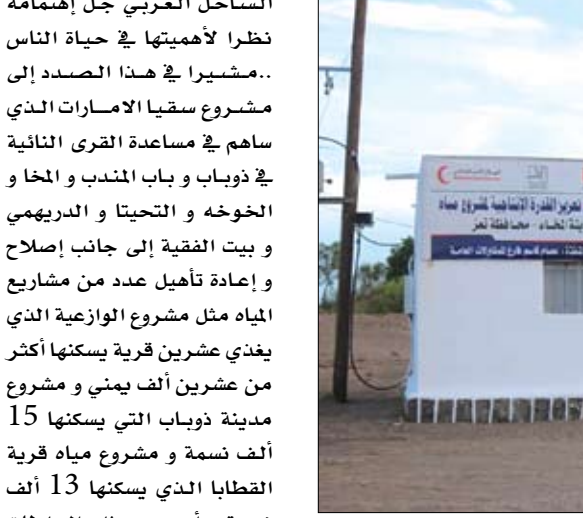 الساحل الغربي جل إهتمامه
نظرا لأهميتها في حياة الناس
..مشيرا في هذا الصدد إلى
مشروع سقيا الامارات الذي
ساهم في مساعدة القرى النائية
في ذوباب و باب المندب و المخا و
الخوخه و التحيتا و الدريهمي
و بيت الفقية إلى جانب إصلاح
و إعادة تأهيل عدد من مشاريع
المياه مثل مشروع الوازعية الذي
يغذي عشرين قرية يسكنها أكثر
من عشرين ألف يمني و مشروع
مدينة ذوباب التي يسكنها 15
ألف نسمة و مشروع مياه قرية
القطابا الذي يسكنها 13 ألف
القدرة الإنتاجية لمشروع مياه
المخاء - محافظة تعز